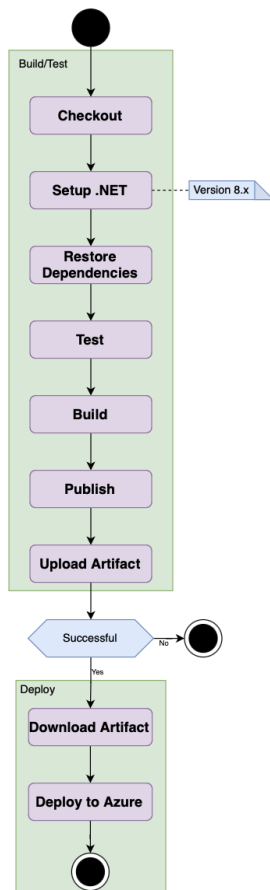 Build/Test
Checkout
Setup .NET
Version 8.x
Restore
Dependencies
Test
Build
Publish
Upload Artifact
Successful
No
Yes
Deploy
Download Artifact
Deploy to Azure